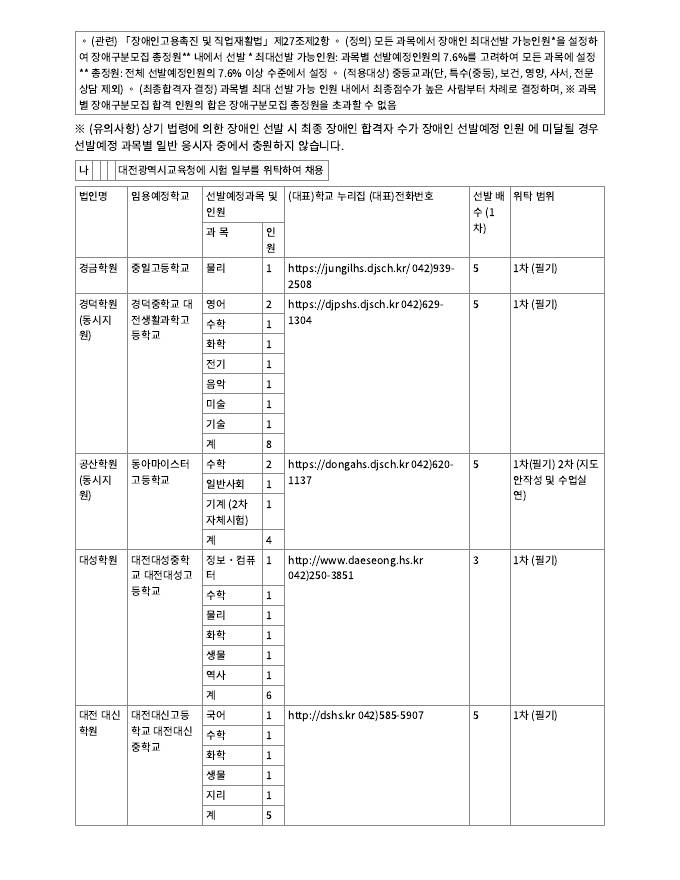 ◦ (관련) 「장애인고용촉진 및 직업재활법」 제27조제2항 ◦ (정의) 모든 과목에서 장애인 최대선발 가능인원*을 설정하
여 장애구분모집 총정원** 내에서 선발 * 최대선발 가능인원: 과목별 선발예정인원의 7.6%를 고려하여 모든 과목에 설정
** 총정원: 전체 선발예정인원의 7.6% 이상 수준에서 설정 ◦ (적용대상) 중등교과(단, 특수(중등), 보건, 영양, 사서, 전문
상담 제외) ◦ (최종합격자 결정) 과목별 최대 선발 가능 인원 내에서 최종점수가 높은 사람부터 차례로 결정하며, ※ 과목
별 장애구분모집 합격 인원의 합은 장애구분모집 총정원을 초과할 수 없음
※ (유의사항) 상기 법령에 의한 장애인 선발 시 최종 장애인 합격자 수가 장애인 선발예정 인원 에 미달될 경우
선발예정 과목별 일반 응시자 중에서 충원하지 않습니다.
나 대전광역시교육청에 시험 일부를 위탁하여 채용
법인명 임용예정학교 선발예정과목 및 인원 (대표)학교 누리집 (대표)전화번호 선발 배수 (1차) 위탁 범위
과 목 인원
경금학원 중일고등학교 물리 1 https://jungilhs.djsch.kr/ 042)939-2508 5 1차 (필기)
경덕학원 (동시지원) 경덕중학교 대전생활과학고등학교 영어 2 https://djpshs.djsch.kr 042)629-1304 5 1차 (필기)
수학 1
화학 1
전기 1
음악 1
미술 1
기술 1
계 8
공산학원 (동시지원) 동아마이스터고등학교 수학 2 https://dongahs.djsch.kr 042)620-1137 5 1차(필기) 2차 (지도안작성 및 수업실연)
일반사회 1
기계 (2차 자체시험) 1
계 4
대성학원 대전대성중학교 대전대성고등학교 정보・컴퓨터 1 http://www.daeseong.hs.kr 042)250-3851 3 1차 (필기)
수학 1
물리 1
화학 1
생물 1
역사 1
계 6
대전 대신학원 대전대신고등학교 대전대신중학교 국어 1 http://dshs.kr 042)585-5907 5 1차 (필기)
수학 1
화학 1
생물 1
지리 1
계 5